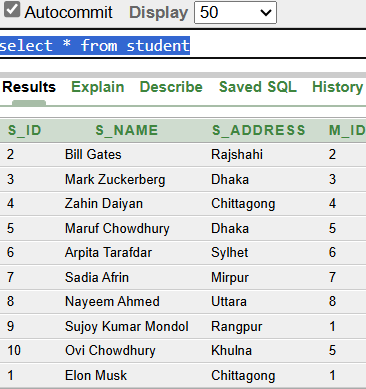 Autocommit Display 50
select * from student
Results Explain Describe Saved SQL History
S_ID S_NAME S_ADDRESS M_ID
2 Bill Gates Rajshahi 2
3 Mark Zuckerberg Dhaka 3
4 Zahin Daiyan Chittagong 4
5 Maruf Chowdhury Dhaka 5
6 Arpita Tarafdar Sylhet 6
7 Sadia Afrin Mirpur 7
8 Nayeem Ahmed Uttara 8
9 Sujoy Kumar Mondol Rangpur 1
10 Ovi Chowdhury Khulna 5
1 Elon Musk Chittagong 1